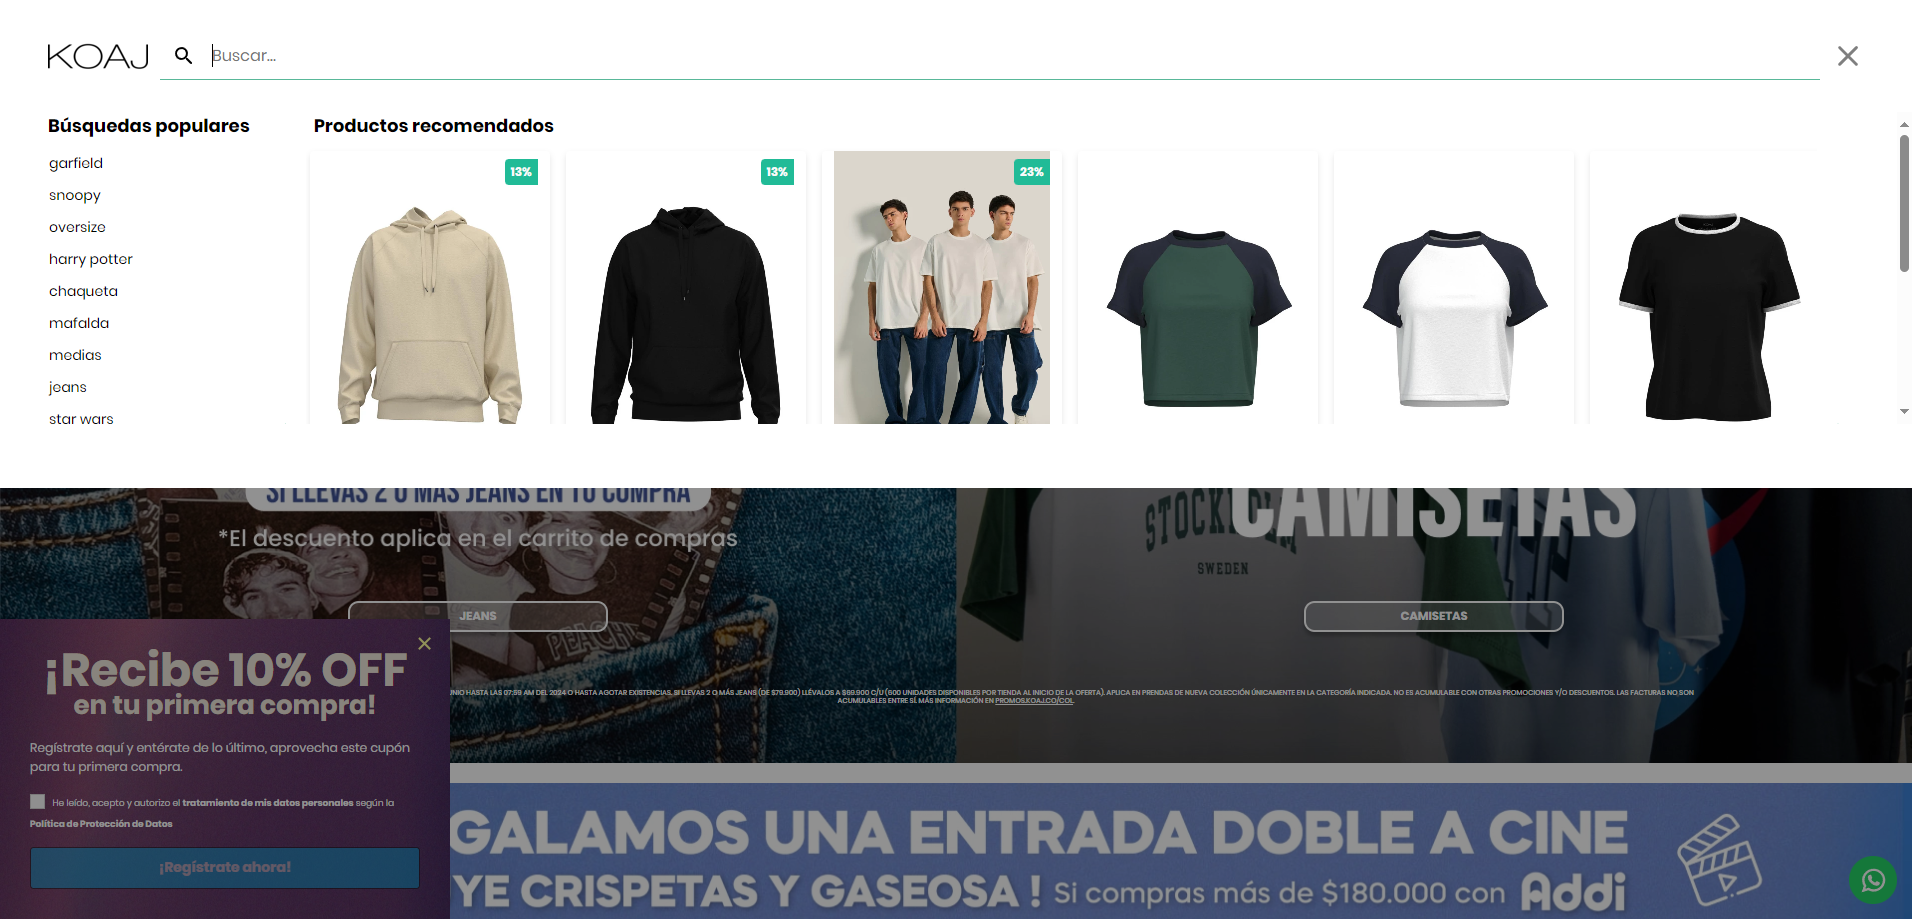 KOAJ
Buscar...
Búsquedas populares
garfield
snoopy
oversize
harry potter
chaqueta
mafalda
medias
jeans
star wars
Productos recomendados
13%
13%
23%
SI LLEVAS 2 O MÁS JEANS EN TU COMPRA
*El descuento aplica en el carrito de compras
JEANS
PEACH
STOCK
SWEDEN
CAMISETAS
CAMISETAS
UNIO HASTA LAS 07:59 AM DEL 2024 O HASTA AGOTAR EXISTENCIAS. SI LLEVAS 2 O MÁS JEANS (DE $79.900) LLÉVALOS A $69.900 C/U (600 UNIDADES DISPONIBLES POR TIENDA AL INICIO DE LA OFERTA). APLICA EN PRENDAS DE NUEVA COLECCIÓN ÚNICAMENTE EN LA CATEGORÍA INDICADA. NO ES ACUMULABLE CON OTRAS PROMOCIONES Y/O DESCUENTOS. LAS FACTURAS NO SON
ACUMULABLES ENTRE SÍ. MÁS INFORMACIÓN EN PROMOS.KOAJ.CO/COL.
¡Recibe 10% OFF
en tu primera compra!
Regístrate aquí y entérate de lo último, aprovecha este cupón
para tu primera compra.
He leído, acepto y autorizo el tratamiento de mis datos personales según la
Política de Protección de Datos
¡Regístrate ahora!
GALAMOS UNA ENTRADA DOBLE A CINE
YE CRISPETAS Y GASEOSA ! Si compras más de $180.000 con Addi